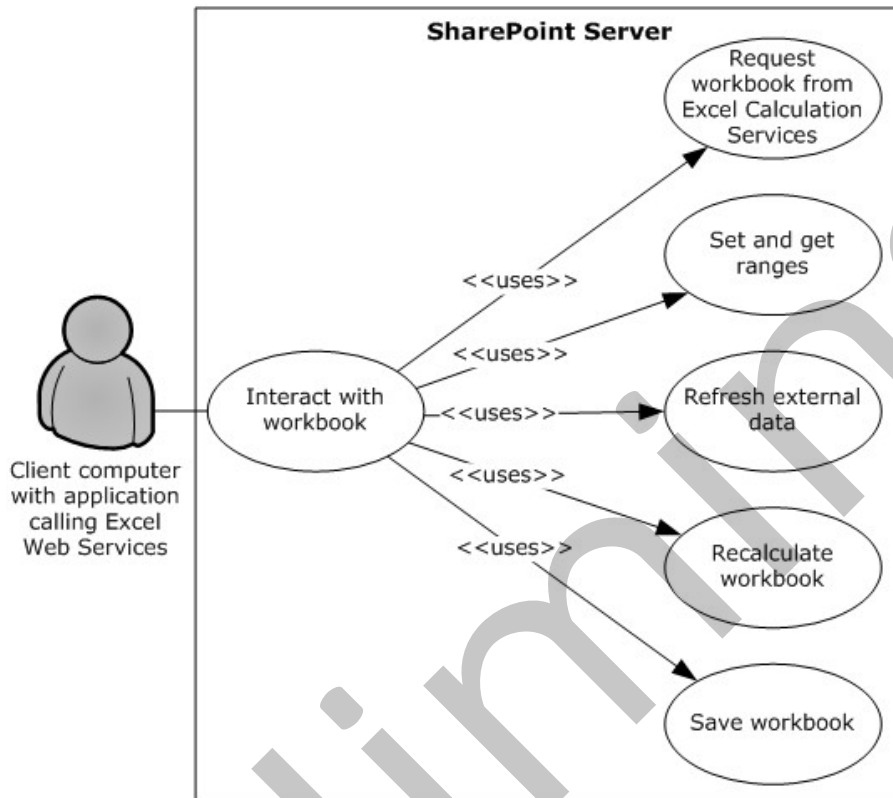 SharePoint Server
Request
workbook from
Excel Calculation
Services
<<uses>>
Set and get
ranges
<<uses>>
Interact with
workbook
<<uses>>
Refresh external
data
Client computer
with application
calling Excel
Web Services
<<uses>>
Recalculate
workbook
<<uses>>
Save workbook